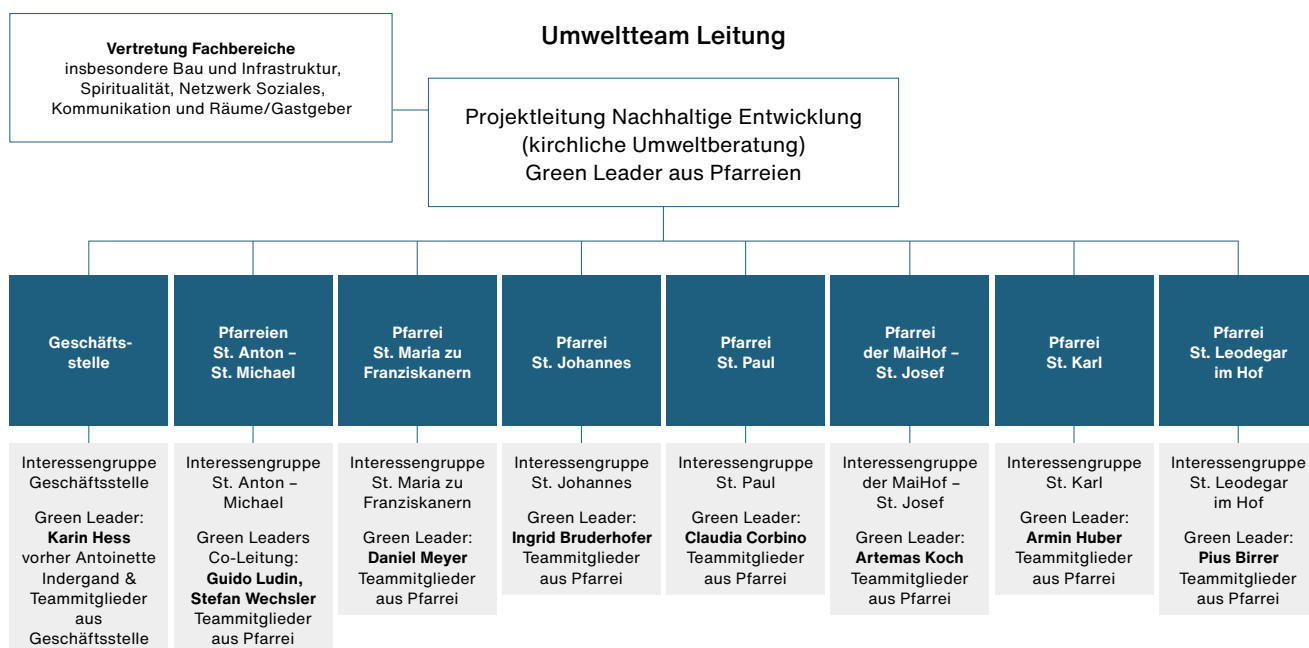 Vertretung Fachbereiche
insbesondere Bau und Infrastruktur,
Spiritualität, Netzwerk Soziales,
Kommunikation und Räume/Gastgeber
Umweltteam Leitung
Projektleitung Nachhaltige Entwicklung
(kirchliche Umweltberatung)
Green Leader aus Pfarreien
Geschäfts-
stelle
Pfarreien
St. Anton –
St. Michael
Pfarrei
St. Maria zu
Franziskanern
Pfarrei
St. Johannes
Pfarrei
St. Paul
Pfarrei
der MaiHof –
St. Josef
Pfarrei
St. Karl
Pfarrei
St. Leodegar
im Hof
Interessengruppe
Geschäftsstelle
Green Leader:
Karin Hess
vorher Antoinette
Indergand &
Teammitglieder
aus
Geschäftsstelle
Interessengruppe
St. Anton –
Michael
Green Leaders
Co-Leitung:
Guido Ludin,
Stefan Wechsler
Teammitglieder
aus Pfarrei
Interessengruppe
St. Maria zu
Franziskanern
Green Leader:
Daniel Meyer
Teammitglieder
aus Pfarrei
Interessengruppe
St. Johannes
Green Leader:
Ingrid Bruderhofer
Teammitglieder
aus Pfarrei
Interessengruppe
St. Paul
Green Leader:
Claudia Corbino
Teammitglieder
aus Pfarrei
Interessengruppe
der MaiHof –
St. Josef
Green Leader:
Artemas Koch
Teammitglieder
aus Pfarrei
Interessengruppe
St. Karl
Green Leader:
Armin Huber
Teammitglieder
aus Pfarrei
Interessengruppe
St. Leodegar
im Hof
Green Leader:
Pius Birrer
Teammitglieder
aus Pfarrei